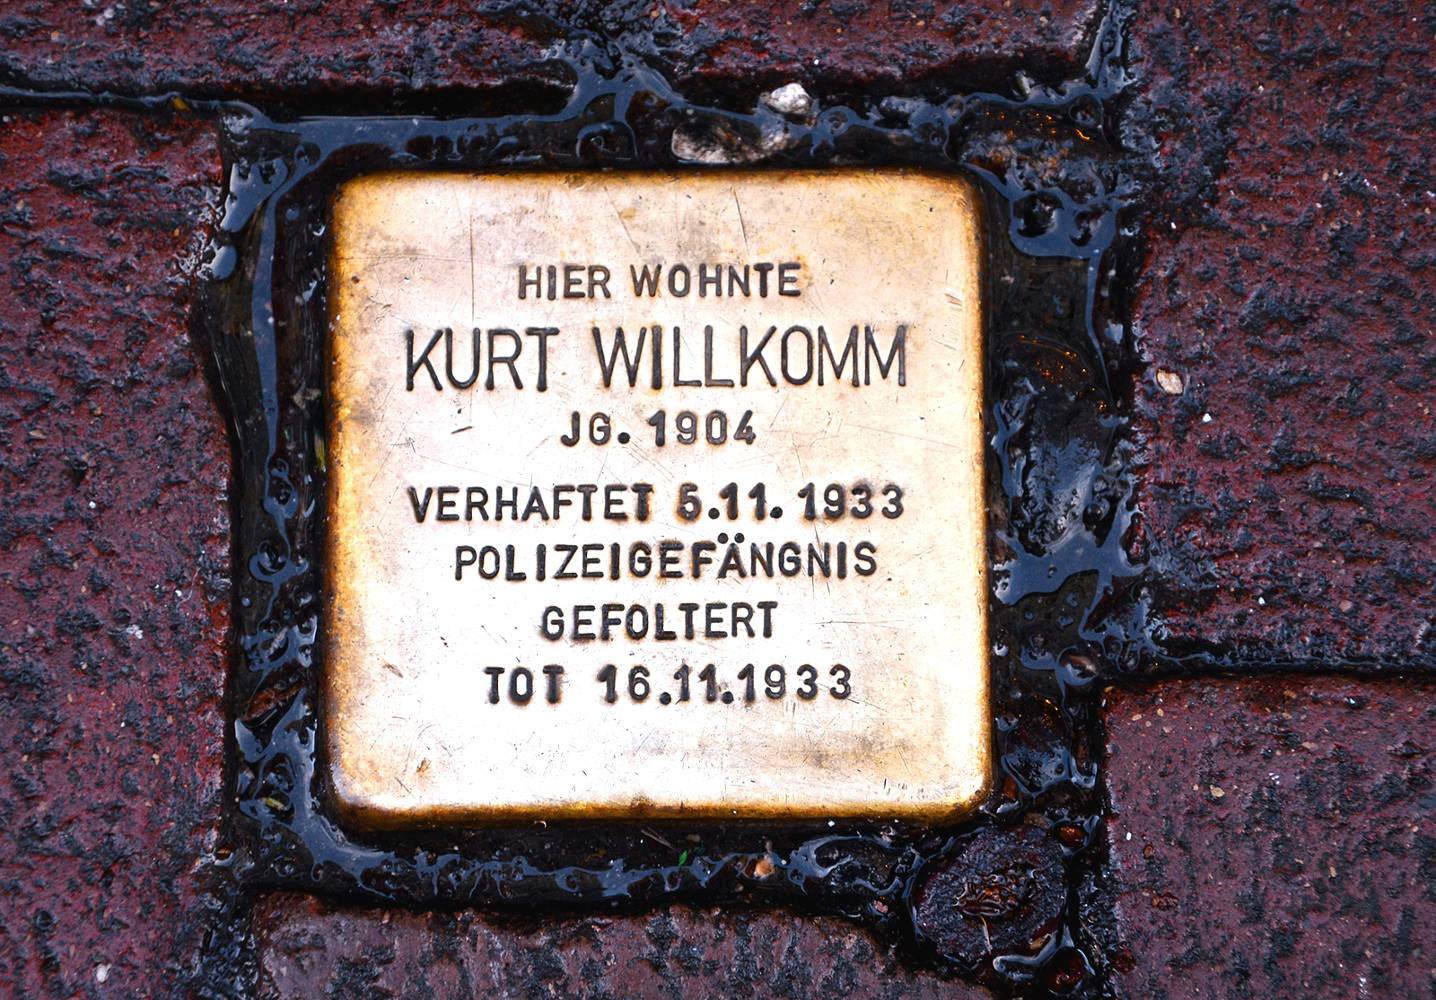 HIER WOHNTE
KURT WILLKOMM
JG. 1904
VERHAFTET 5.11.1933
POLIZEIGEFÄNGNIS
GEFOLTERT
TOT 16.11.1933